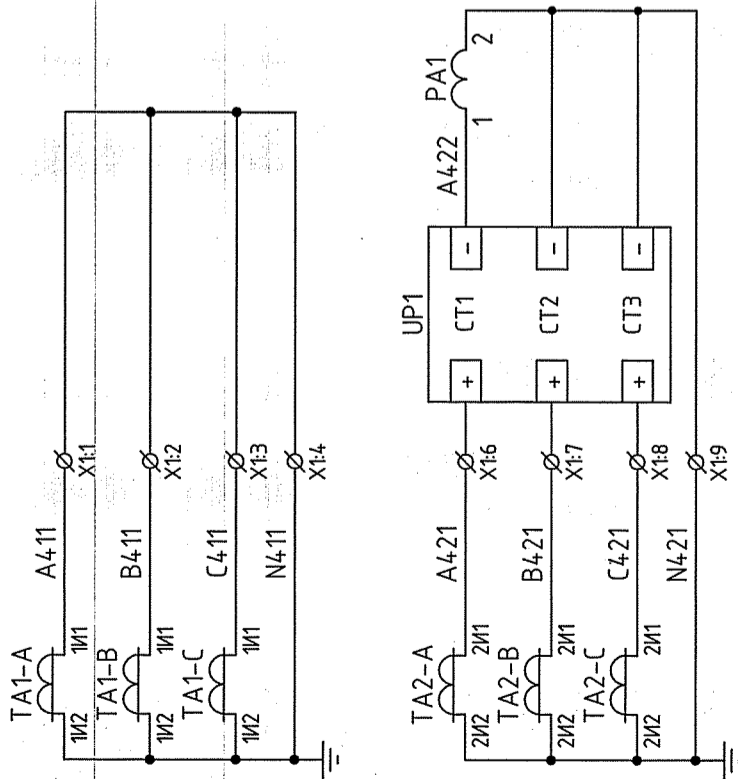 TA1-A
1И2
1И1
A411
X1:1
TA1-B
1И2
1И1
B411
X1:2
TA1-C
1И2
1И1
C411
X1:3
N411
X1:4
TA2-A
2И2
2И1
A421
X1:6
TA2-B
2И2
2И1
B421
X1:7
TA2-C
2И2
2И1
C421
X1:8
N421
X1:9
UP1
+ CT1 -
+ CT2 -
+ CT3 -
A422
PA1
1
2